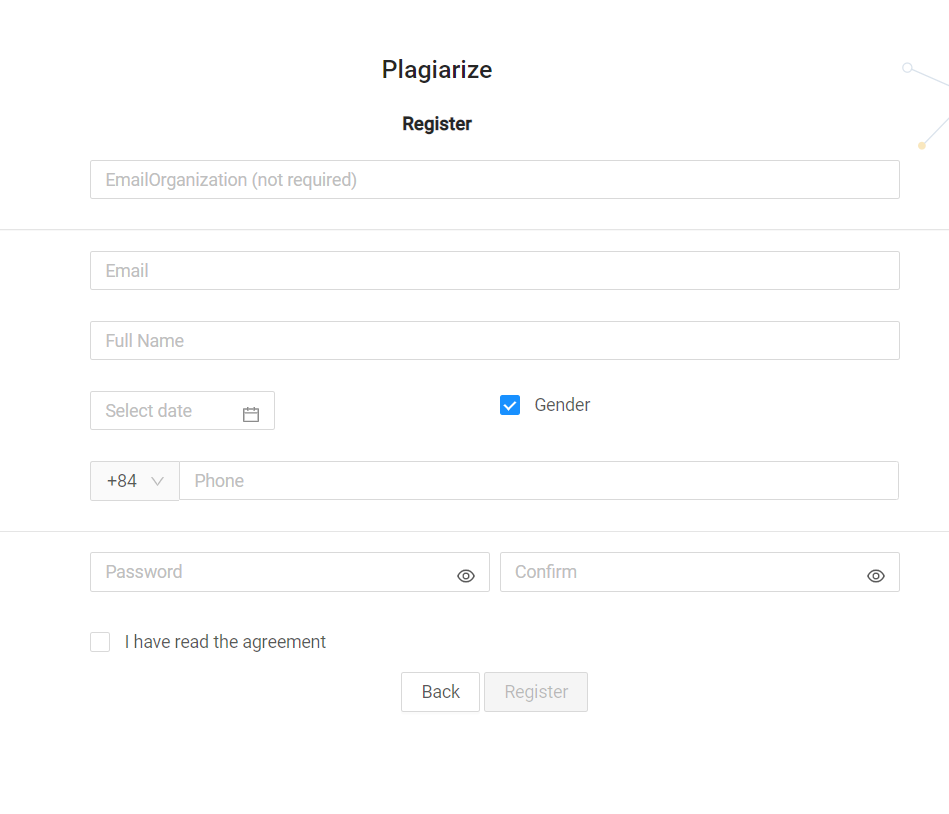 Plagiarize
Register
EmailOrganization (not required)
Email
Full Name
Select date Gender
+84 Phone
Password Confirm
I have read the agreement
Back Register